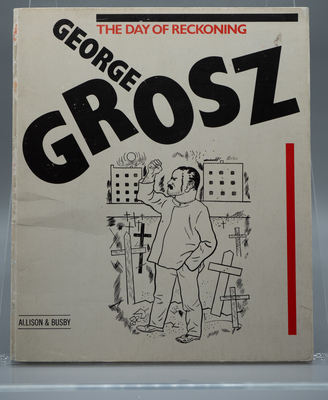 THE DAY OF RECKONING
GEORGE
GROSZ
ALLISON & BUSBY